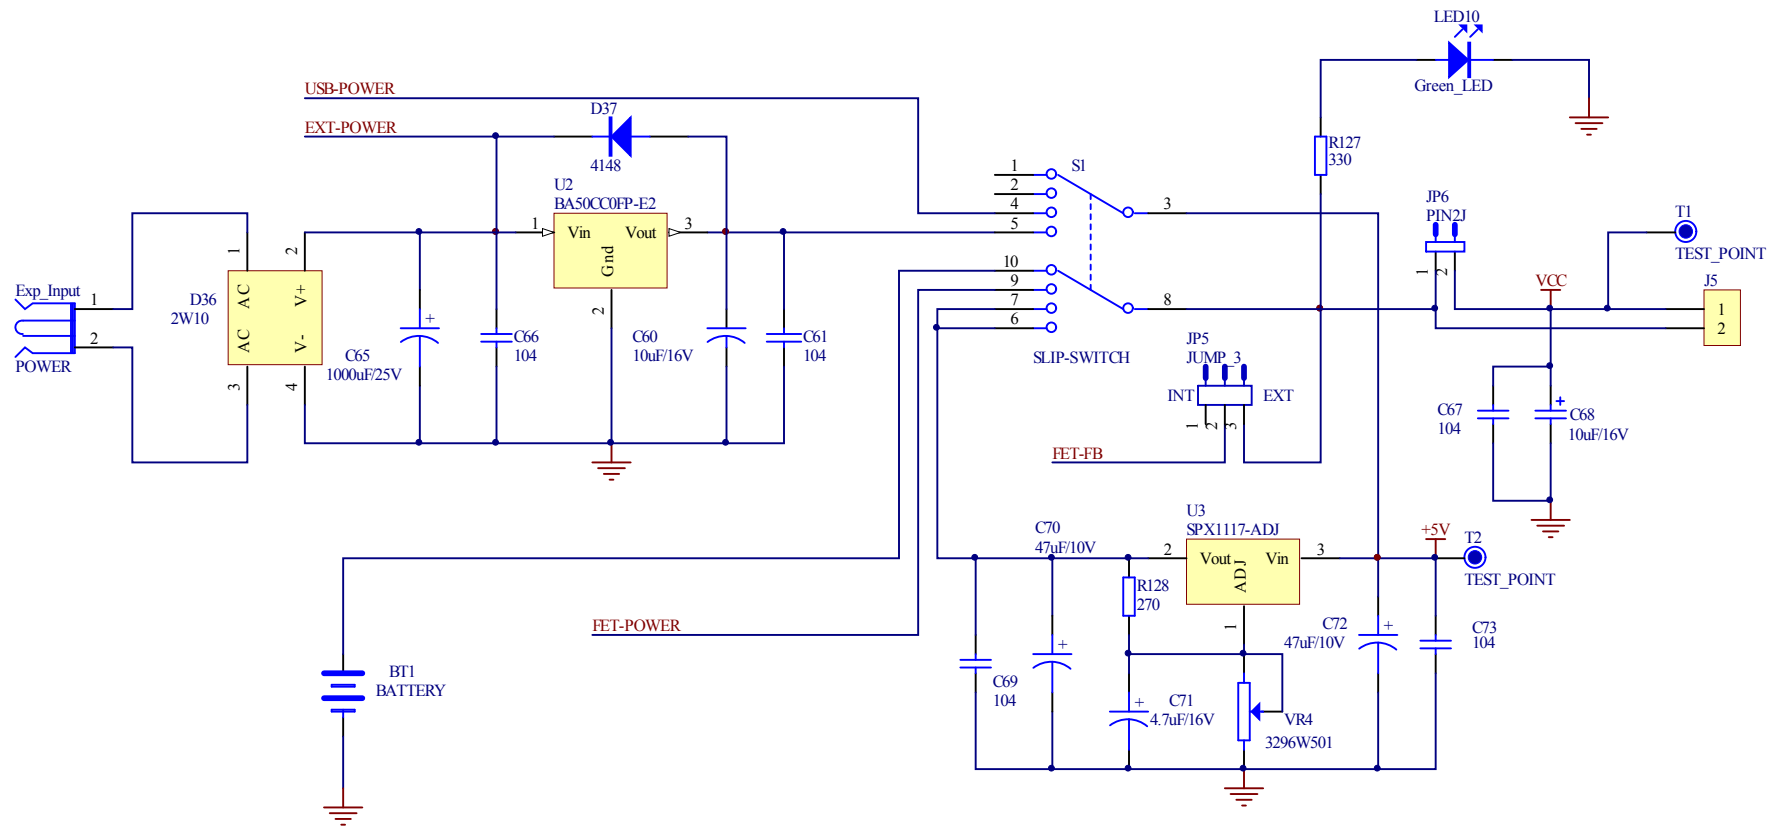 LED10
Green_LED
USB-POWER
D37
EXT-POWER
4148
R127
330
S1
1
2
4
5
3
U2
BA50CC0FP-E2
1
Vin
Vout
3
Gnd
2
JP6
PIN2J
1
2
T1
TEST_POINT
Exp_Input
1
2
POWER
D36
2W10
1
2
AC
V+
AC
V-
3
4
C65
1000uF/25V
+
C66
104
C60
10uF/16V
C61
104
10
9
7
6
8
SLIP-SWITCH
VCC
J5
1
2
JP5
JUMP_3
INT
EXT
1
2
3
FET-FB
C67
104
+
C68
10uF/16V
U3
SPX1117-ADJ
C70
47uF/10V
2
Vout
Vin
3
ADJ
1
+5V
T2
TEST_POINT
R128
270
FET-POWER
C72
47uF/10V
+
C73
104
+
C69
104
BT1
BATTERY
+
C71
4.7uF/16V
VR4
3296W501